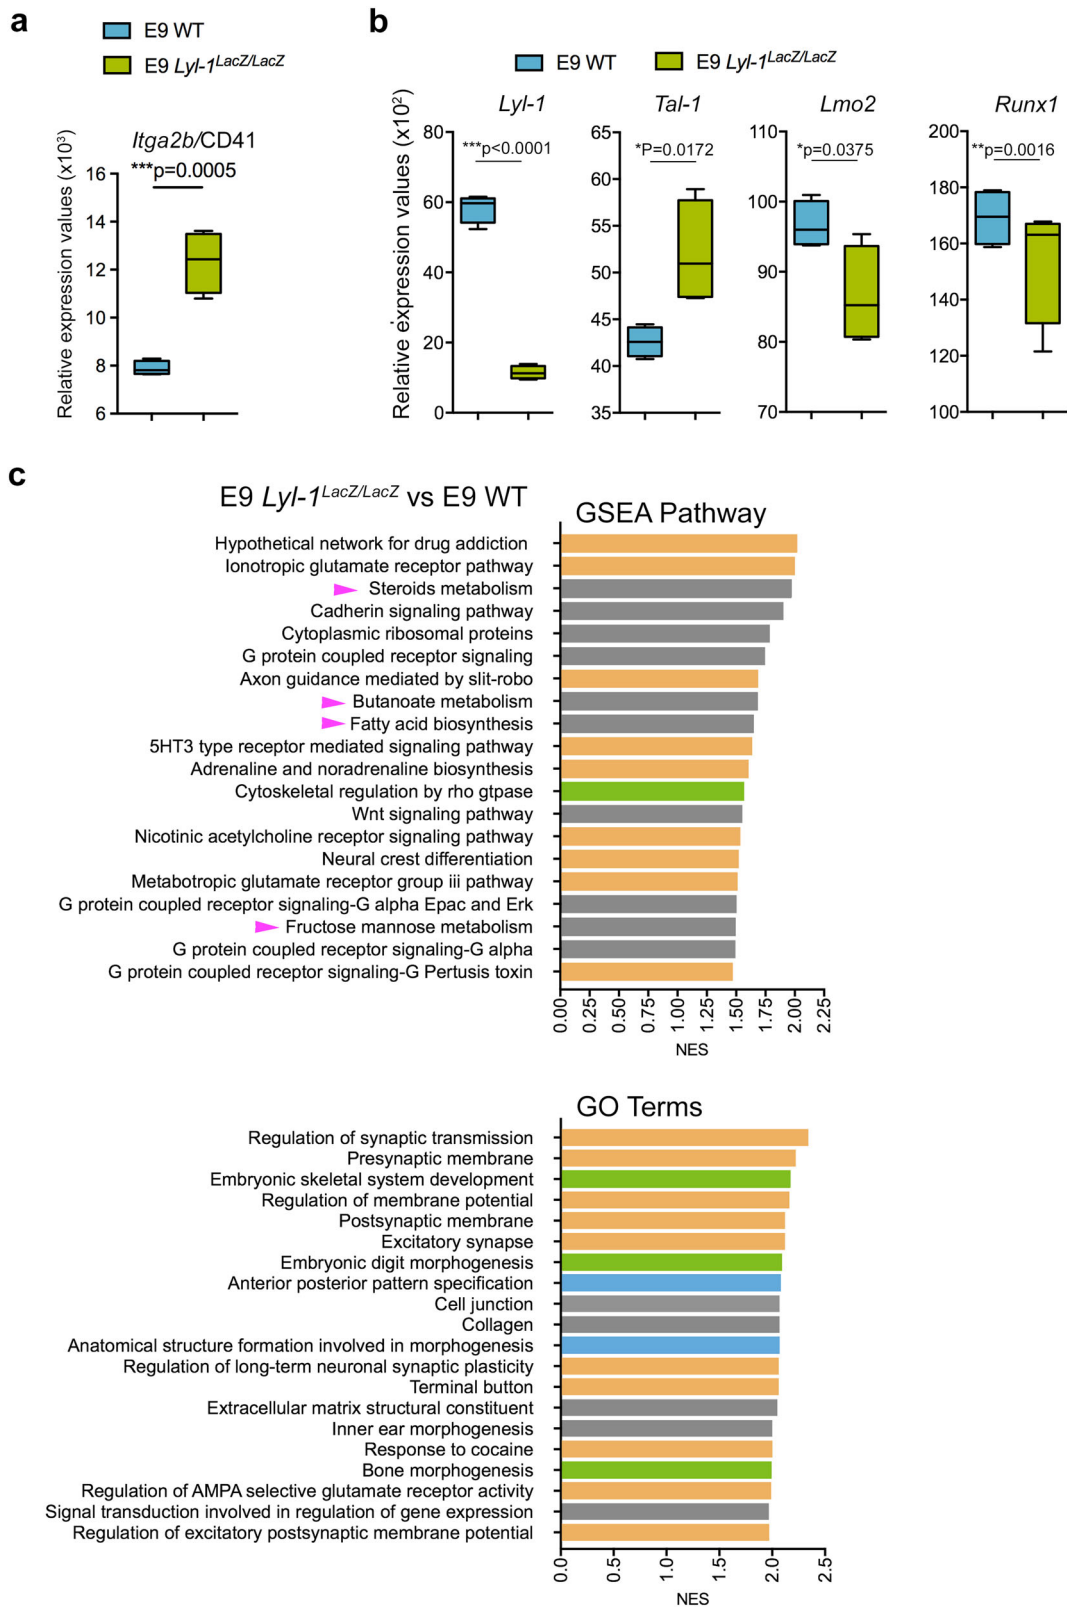 a
E9 WT
E9 Lyl-1LacZ/LacZ
Itga2b/CD41
***p=0.0005
Relative expression values (x10³)
16
14
12
10
8
6
b
E9 WT
E9 Lyl-1LacZ/LacZ
Relative expression values (x10²)
Lyl-1
***p<0.0001
80
60
40
20
0
Tal-1
*P=0.0172
65
60
55
50
45
40
35
Lmo2
*p=0.0375
110
100
90
80
70
Runx1
**p=0.0016
200
180
160
140
120
100
c
E9 Lyl-1LacZ/LacZ vs E9 WT
GSEA Pathway
Hypothetical network for drug addiction
Ionotropic glutamate receptor pathway
Steroids metabolism
Cadherin signaling pathway
Cytoplasmic ribosomal proteins
G protein coupled receptor signaling
Axon guidance mediated by slit-robo
Butanoate metabolism
Fatty acid biosynthesis
5HT3 type receptor mediated signaling pathway
Adrenaline and noradrenaline biosynthesis
Cytoskeletal regulation by rho gtpase
Wnt signaling pathway
Nicotinic acetylcholine receptor signaling pathway
Neural crest differentiation
Metabotropic glutamate receptor group iii pathway
G protein coupled receptor signaling-G alpha Epac and Erk
Fructose mannose metabolism
G protein coupled receptor signaling-G alpha
G protein coupled receptor signaling-G Pertusis toxin
0.00 0.25 0.50 0.75 1.00 1.25 1.50 1.75 2.00 2.25
NES
GO Terms
Regulation of synaptic transmission
Presynaptic membrane
Embryonic skeletal system development
Regulation of membrane potential
Postsynaptic membrane
Excitatory synapse
Embryonic digit morphogenesis
Anterior posterior pattern specification
Cell junction
Collagen
Anatomical structure formation involved in morphogenesis
Regulation of long-term neuronal synaptic plasticity
Terminal button
Extracellular matrix structural constituent
Inner ear morphogenesis
Response to cocaine
Bone morphogenesis
Regulation of AMPA selective glutamate receptor activity
Signal transduction involved in regulation of gene expression
Regulation of excitatory postsynaptic membrane potential
0.0 0.5 1.0 1.5 2.0 2.5
NES